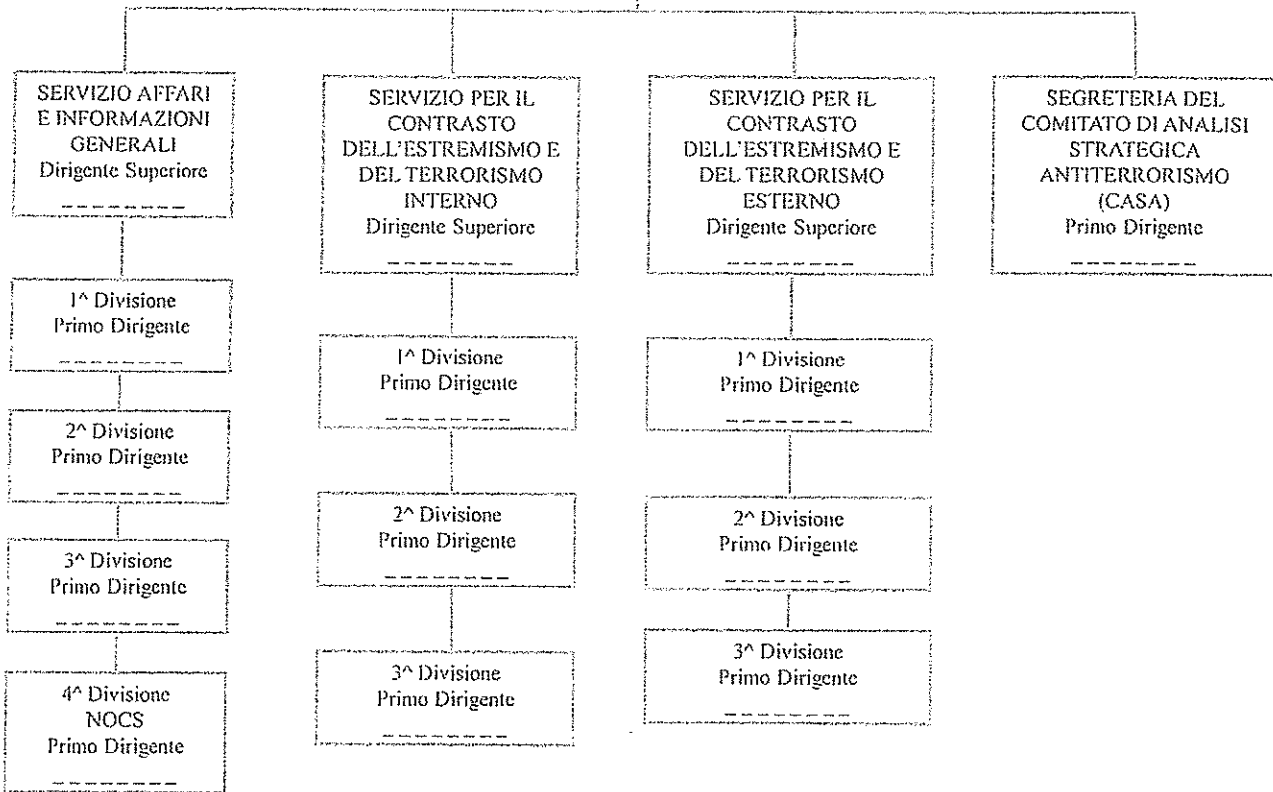 SERVIZIO AFFARI
E INFORMAZIONI
GENERALI
Dirigente Superiore
_ _ _ _ _ _ _ _
1^ Divisione
Primo Dirigente
_ _ _ _ _ _ _ _
2^ Divisione
Primo Dirigente
_ _ _ _ _ _ _ _
3^ Divisione
Primo Dirigente
_ _ _ _ _ _ _ _
4^ Divisione
NOCS
Primo Dirigente
_ _ _ _ _ _ _ _
SERVIZIO PER IL
CONTRASTO
DELL'ESTREMISMO E
DEL TERRORISMO
INTERNO
Dirigente Superiore
_ _ _ _ _ _ _ _
1^ Divisione
Primo Dirigente
_ _ _ _ _ _ _ _
2^ Divisione
Primo Dirigente
_ _ _ _ _ _ _ _
3^ Divisione
Primo Dirigente
_ _ _ _ _ _ _ _
SERVIZIO PER IL
CONTRASTO
DELL'ESTREMISMO E
DEL TERRORISMO
ESTERNO
Dirigente Superiore
_ _ _ _ _ _ _ _
1^ Divisione
Primo Dirigente
_ _ _ _ _ _ _ _
2^ Divisione
Primo Dirigente
_ _ _ _ _ _ _ _
3^ Divisione
Primo Dirigente
_ _ _ _ _ _ _ _
SEGRETERIA DEL
COMITATO DI ANALISI
STRATEGICA
ANTITERRORISMO
(CASA)
Primo Dirigente
_ _ _ _ _ _ _ _